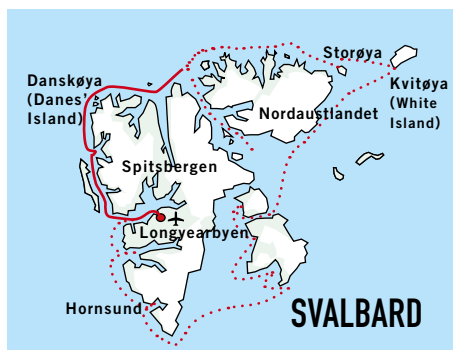 Storøya
Danskøya
(Danes'
Island)
Kvitøya
(White
Island)
Nordaustlandet
Spitsbergen
Longyearbyen
Hornsund
SVALBARD